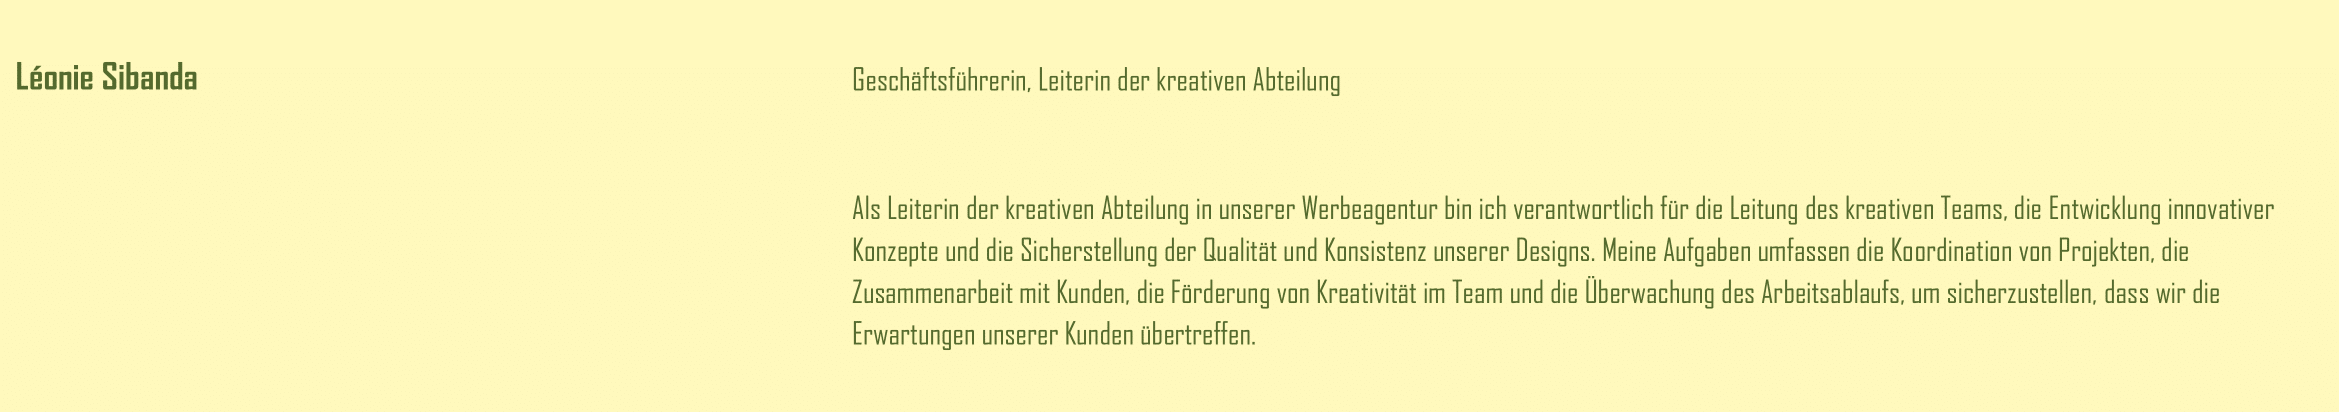 Léonie Sibanda
Geschäftsführerin, Leiterin der kreativen Abteilung
Als Leiterin der kreativen Abteilung in unserer Werbeagentur bin ich verantwortlich für die Leitung des kreativen Teams, die Entwicklung innovativer
Konzepte und die Sicherstellung der Qualität und Konsistenz unserer Designs. Meine Aufgaben umfassen die Koordination von Projekten, die
Zusammenarbeit mit Kunden, die Förderung von Kreativität im Team und die Überwachung des Arbeitsablaufs, um sicherzustellen, dass wir die
Erwartungen unserer Kunden übertreffen.